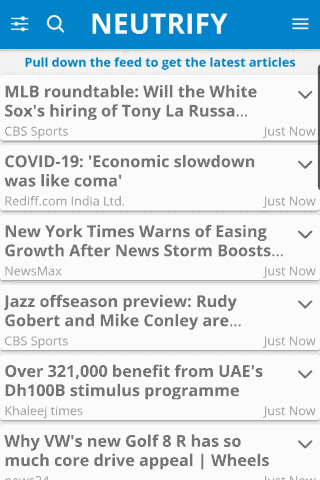 NEUTRIFY
Pull down the feed to get the latest articles
MLB roundtable: Will the White
Sox's hiring of Tony La Russa...
CBS Sports
Just Now
COVID-19: 'Economic slowdown
was like coma'
Rediff.com India Ltd.
Just Now
New York Times Warns of Easing
Growth After News Storm Boosts...
NewsMax
Just Now
Jazz offseason preview: Rudy
Gobert and Mike Conley are...
CBS Sports
Just Now
Over 321,000 benefit from UAE's
Dh100B stimulus programme
Khaleej times
Just Now
Why VW's new Golf 8 R has so
much core drive appeal | Wheels
news24
Just Now